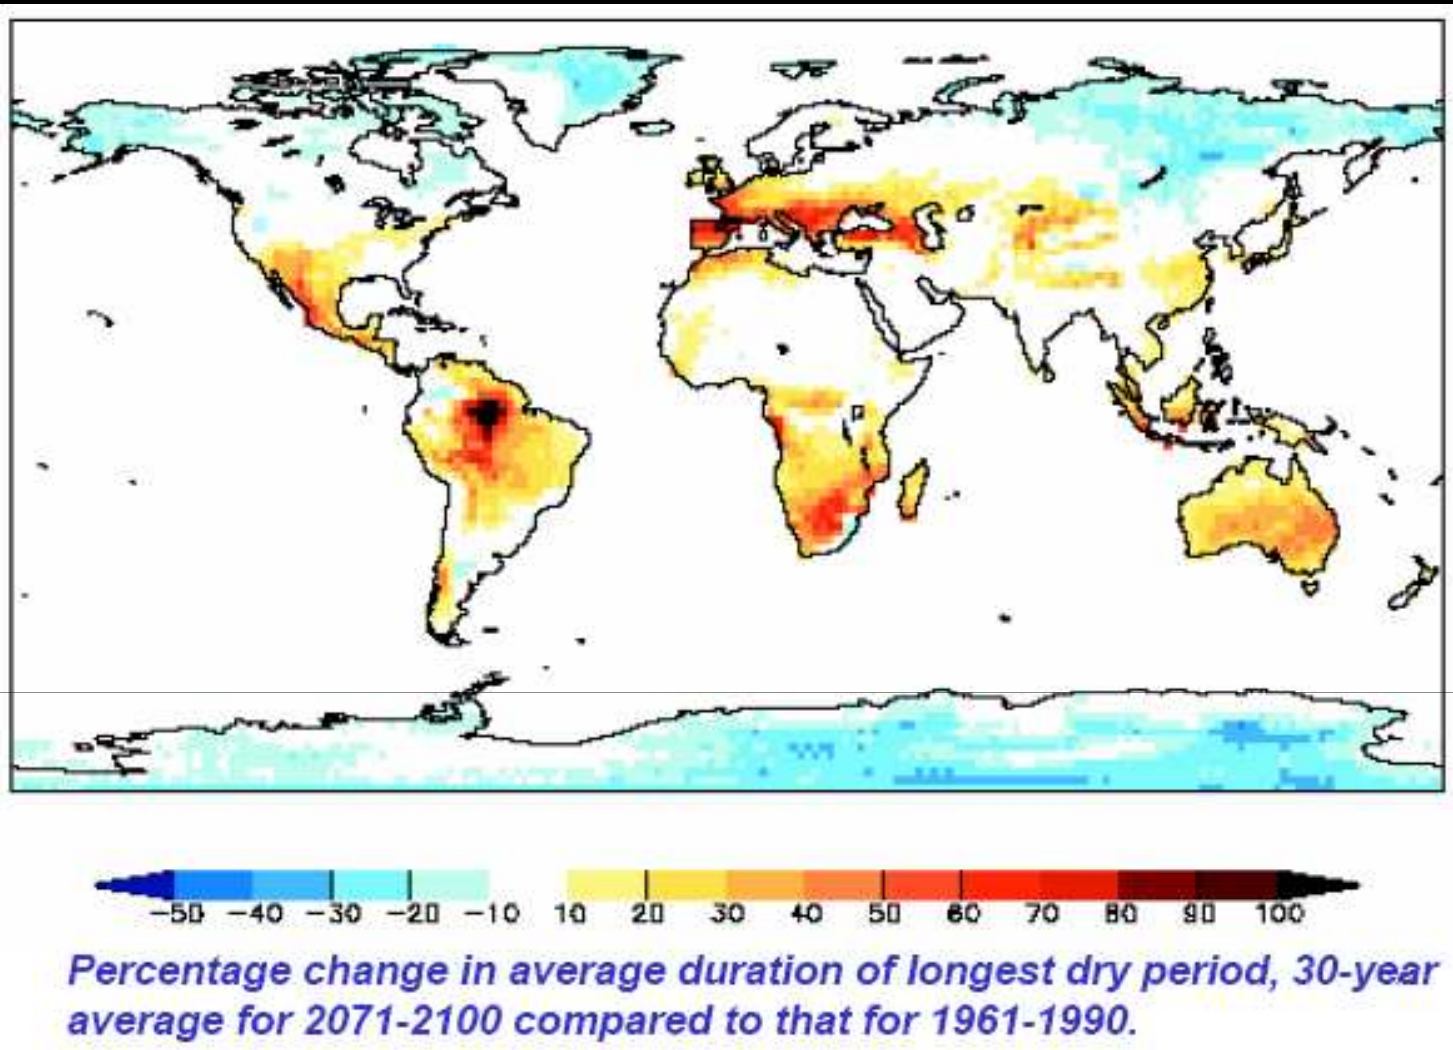 -50 -40 -30 -20 -10 10 20 30 40 50 60 70 80 90 100
Percentage change in average duration of longest dry period, 30-year
average for 2071-2100 compared to that for 1961-1990.